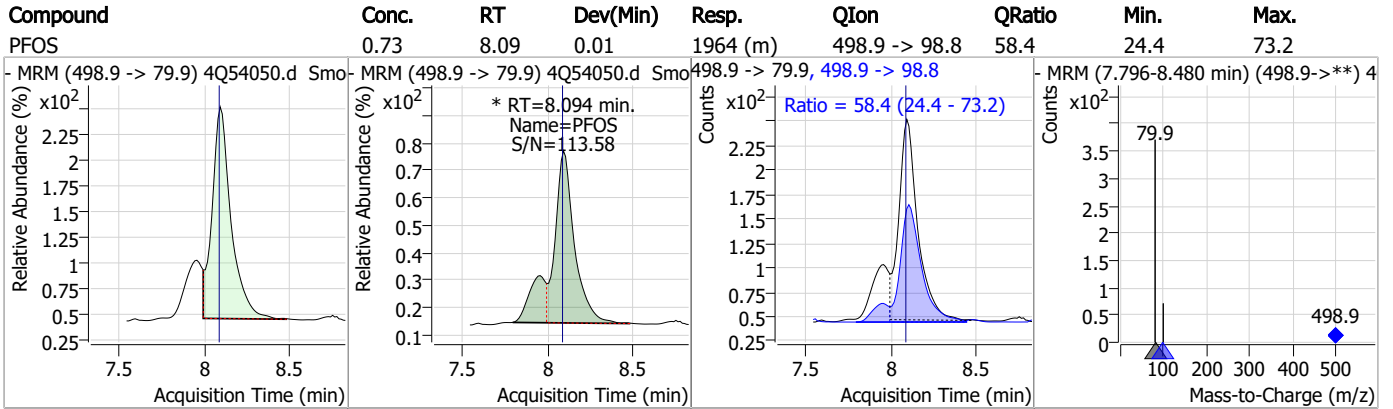 Compound Conc. RT Dev(Min) Resp. QIon QRatio Min. Max.
PFOS 0.73 8.09 0.01 1964 (m) 498.9 -> 98.8 58.4 24.4 73.2
- MRM (498.9 -> 79.9) 4Q54050.d Smo
x10²
Relative Abundance (%)
2.25
2
1.75
1.5
1.25
1
0.75
0.5
0.25
7.5 8 8.5
Acquisition Time (min)
- MRM (498.9 -> 79.9) 4Q54050.d Smo
x10²
* RT=8.094 min.
Name=PFOS
S/N=113.58
Relative Abundance (%)
0.8
0.7
0.6
0.5
0.4
0.3
0.2
0.1
7.5 8 8.5
Acquisition Time (min)
498.9 -> 79.9, 498.9 -> 98.8
x10²
Ratio = 58.4 (24.4 - 73.2)
Counts
2.25
2
1.75
1.5
1.25
1
0.75
0.5
0.25
7.5 8 8.5
Acquisition Time (min)
- MRM (7.796-8.480 min) (498.9->**) 4
x10²
Counts
79.9
3.5
3
2.5
2
1.5
1
0.5
498.9
0
100 200 300 400 500
Mass-to-Charge (m/z)